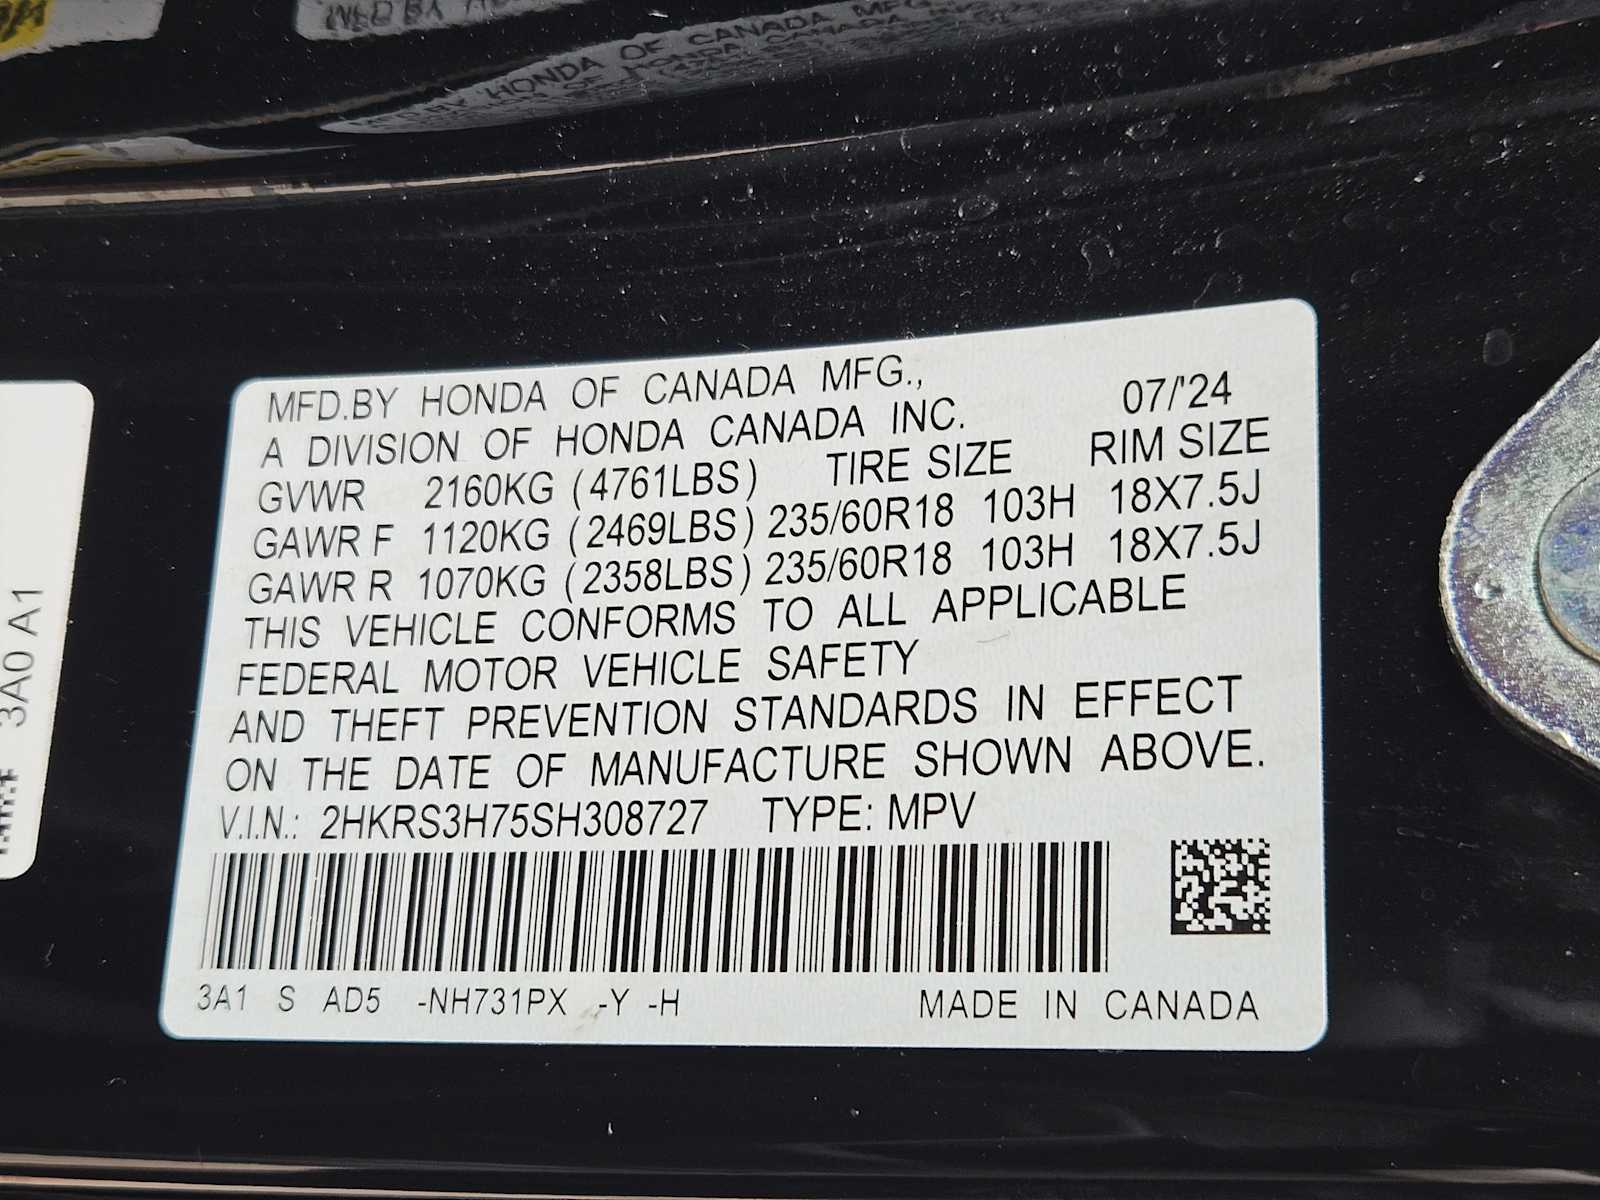 MFD.BY HONDA OF CANADA MFG.,
A DIVISION OF HONDA CANADA INC. 07/'24
GVWR 2160KG (4761LBS) TIRE SIZE RIM SIZE
GAWR F 1120KG (2469LBS) 235/60R18 103H 18X7.5J
GAWR R 1070KG (2358LBS) 235/60R18 103H 18X7.5J
THIS VEHICLE CONFORMS TO ALL APPLICABLE
FEDERAL MOTOR VEHICLE SAFETY
AND THEFT PREVENTION STANDARDS IN EFFECT
ON THE DATE OF MANUFACTURE SHOWN ABOVE.
V.I.N.: 2HKRS3H75SH308727 TYPE: MPV
3A1 S AD5 -NH731PX -Y -H MADE IN CANADA
3A0 A1